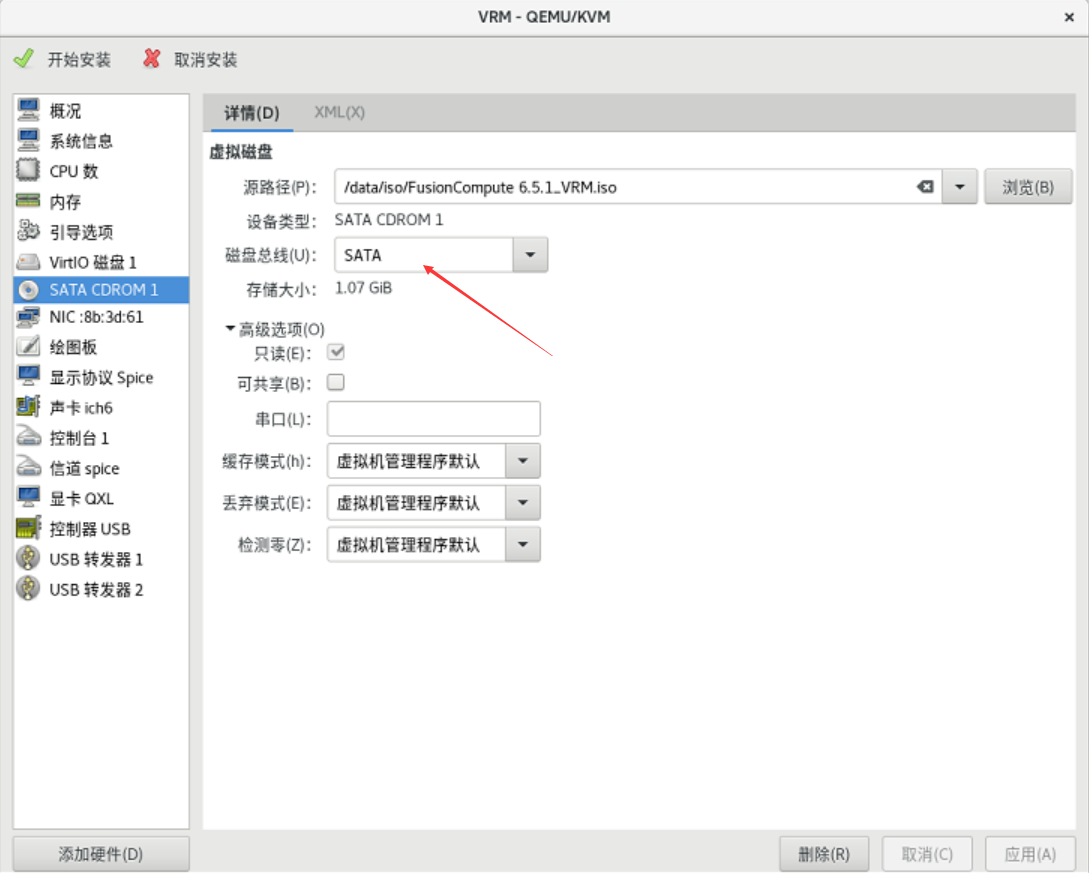 VRM - QEMU/KVM
开始安装
取消安装
概况
系统信息
CPU 数
内存
引导选项
VirtIO 磁盘 1
SATA CDROM 1
NIC :8b:3d:61
绘图板
显示协议 Spice
声卡 ich6
控制台 1
信道 spice
显卡 QXL
控制器 USB
USB 转发器 1
USB 转发器 2
添加硬件(D)
详情(D)
XML(X)
虚拟磁盘
源路径(P): /data/iso/FusionCompute 6.5.1_VRM.iso 浏览(B)
设备类型: SATA CDROM 1
磁盘总线(U): SATA
存储大小: 1.07 GiB
高级选项(O)
只读(E):
可共享(B):
串口(L):
缓存模式(h): 虚拟机管理程序默认
丢弃模式(E): 虚拟机管理程序默认
检测零(Z): 虚拟机管理程序默认
删除(R)
取消(C)
应用(A)